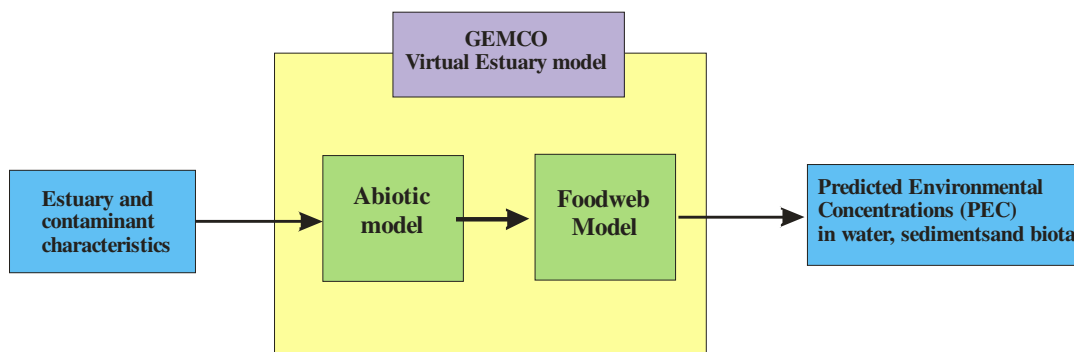 GEMCO
Virtual Estuary model
Estuary and
contaminant
characteristics
Abiotic
model
Foodweb
Model
Predicted Environmental
Concentrations (PEC)
in water, sedimentsand biota